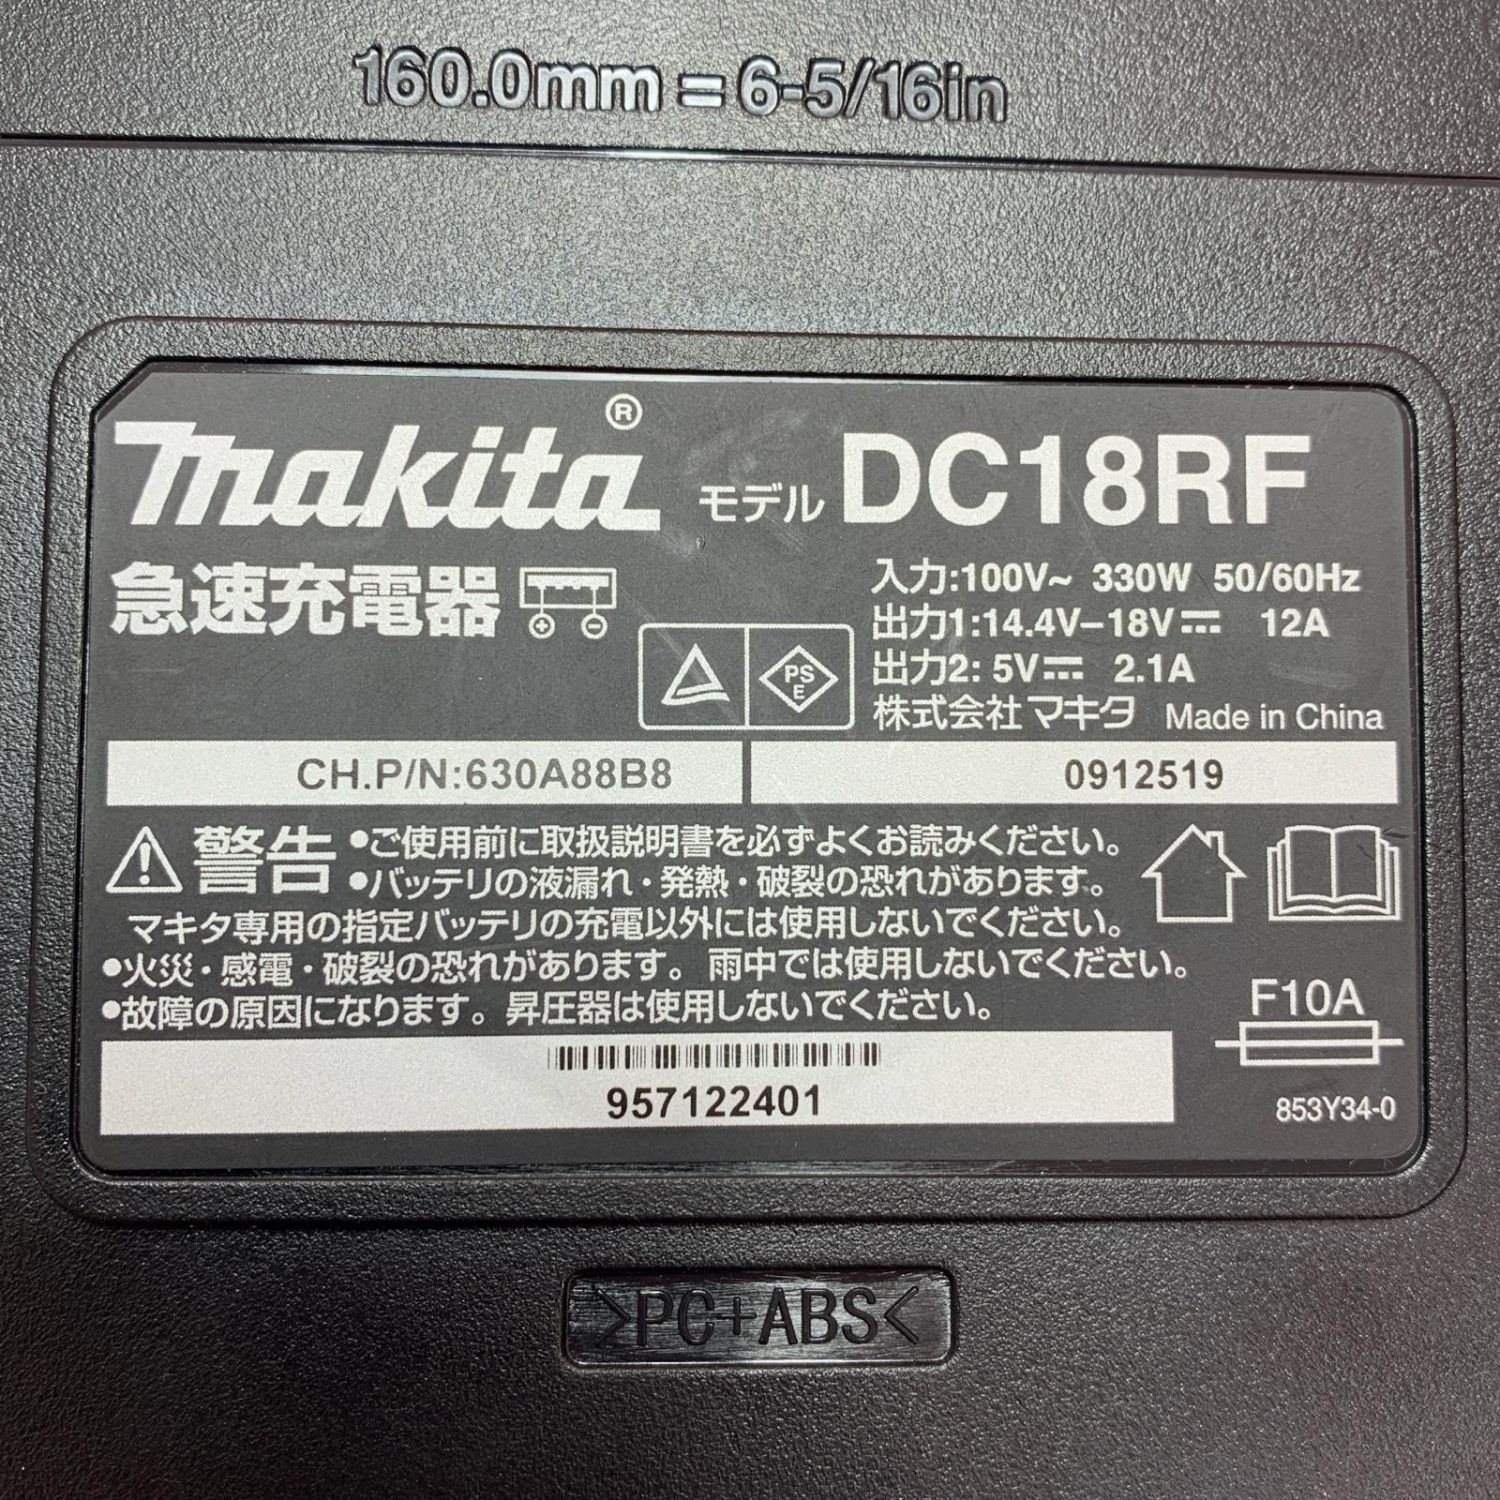 160.0mm = 6-5/16in
makita® モデル DC18RF
急速充電器
入力:100V~ 330W 50/60Hz
出力1:14.4V–18V⎓ 12A
出力2: 5V⎓ 2.1A
PS
E
株式会社マキタ Made in China
CH.P/N:630A88B8
0912519
警告 •ご使用前に取扱説明書を必ずよくお読みください。
•バッテリの液漏れ・発熱・破裂の恐れがあります。
マキタ専用の指定バッテリの充電以外には使用しないでください。
•火災・感電・破裂の恐れがあります。雨中では使用しないでください。
•故障の原因になります。昇圧器は使用しないでください。
F10A
957122401
853Y34-0
>PC+ABS<